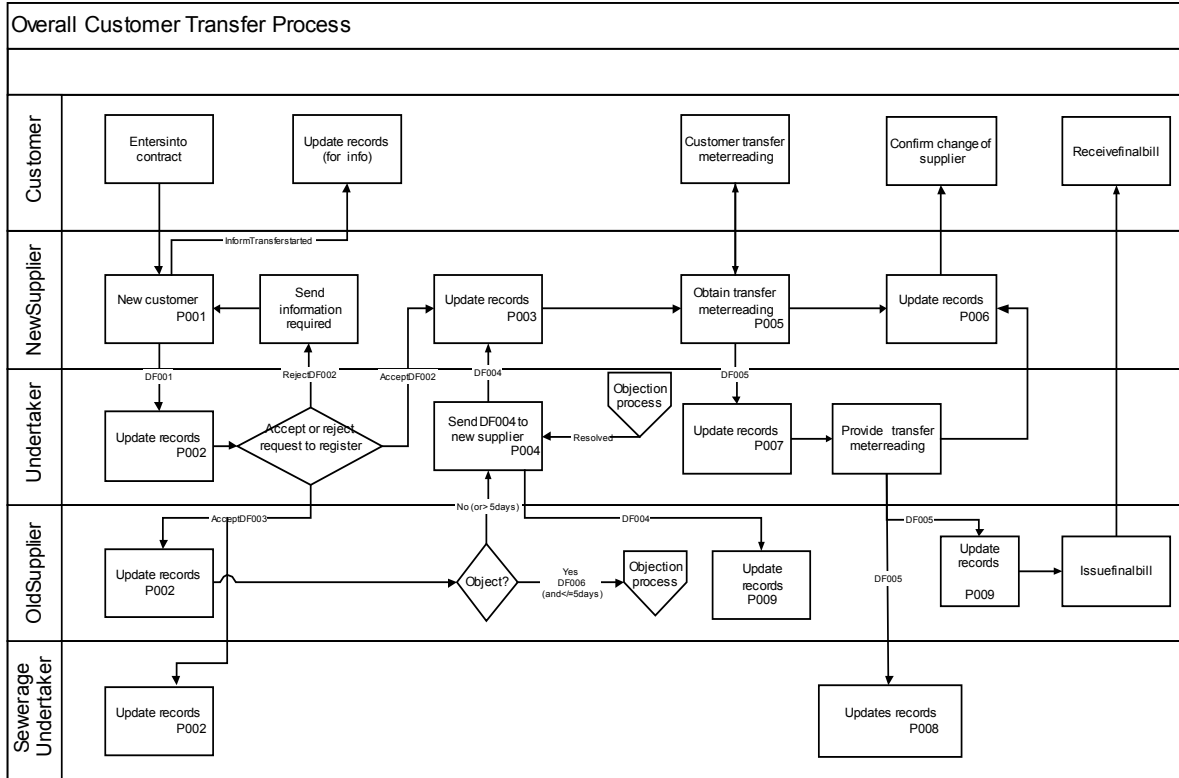 Overall Customer Transfer Process
Customer
Entersinto
contract
Update records
(for info)
Customer transfer
meterreading
Confirm change of
supplier
Receivefinalbill
InformTransferstarted
NewSupplier
New customer
P001
Send
information
required
Update records
P003
Obtain transfer
meterreading
P005
Update records
P006
DF001
RejectDF002
AcceptDF002
DF004
DF005
Undertaker
Update records
P002
Accept or reject
request to register
Send DF004 to
new supplier
P004
Resolved
Objection
process
Update records
P007
Provide transfer
meterreading
No (or> 5days)
AcceptDF003
DF004
DF005
DF005
OldSupplier
Update records
P002
Object?
Yes
DF006
(and</=5days)
Objection
process
Update
records
P009
Update
records
P009
Issuefinalbill
Sewerage
Undertaker
Update records
P002
Updates records
P008